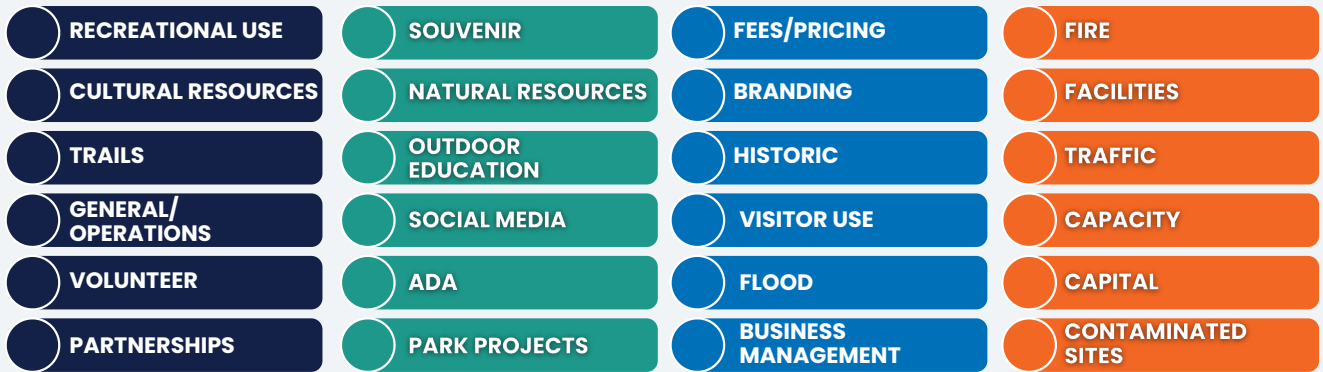 RECREATIONAL USE
CULTURAL RESOURCES
TRAILS
GENERAL/
OPERATIONS
VOLUNTEER
PARTNERSHIPS
SOUVENIR
NATURAL RESOURCES
OUTDOOR
EDUCATION
SOCIAL MEDIA
ADA
PARK PROJECTS
FEES/PRICING
BRANDING
HISTORIC
VISITOR USE
FLOOD
BUSINESS
MANAGEMENT
FIRE
FACILITIES
TRAFFIC
CAPACITY
CAPITAL
CONTAMINATED
SITES